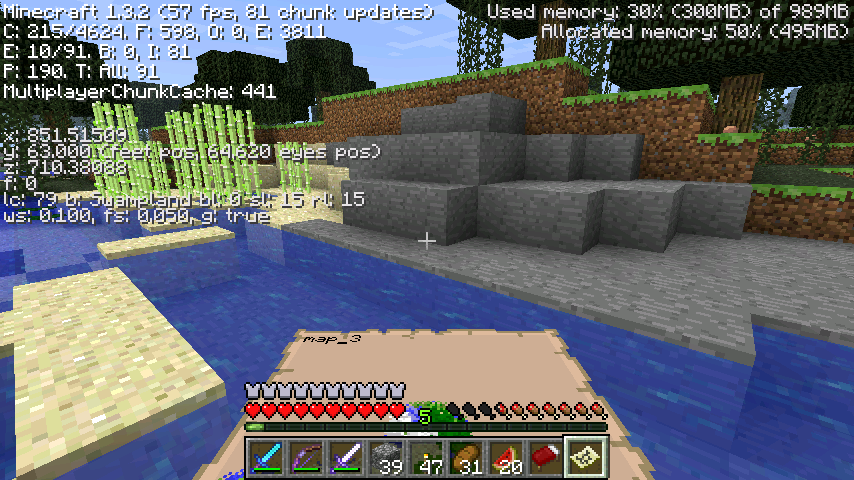 Minecraft 1.3.2 (57 fps, 81 chunk updates)
Used memory: 30% (300MB) of 989MB
C: 215/4624. F: 598, O: 0, E: 3811
Allocated memory: 50% (495MB)
E: 10/91. B: 0, I: 81
P: 190. T: All: 91
MultiplayerChunkCache: 441
x: 851.51509
y: 63.000 (feet pos, 64.620 eyes pos)
z: 710.38088
f: 0
lc: 79 b: Swampland bl: 0 sl: 15 rl: 15
ws: 0.100, fs: 0.050, g: true
map_3
5
39 47 31 20